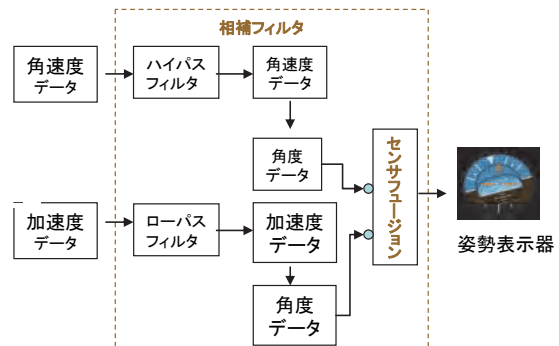 相補フィルタ
角速度
データ
ハイパス
フィルタ
角速度
データ
角度
データ
センサフュージョン
加速度
データ
ローパス
フィルタ
加速度
データ
角度
データ
姿勢表示器